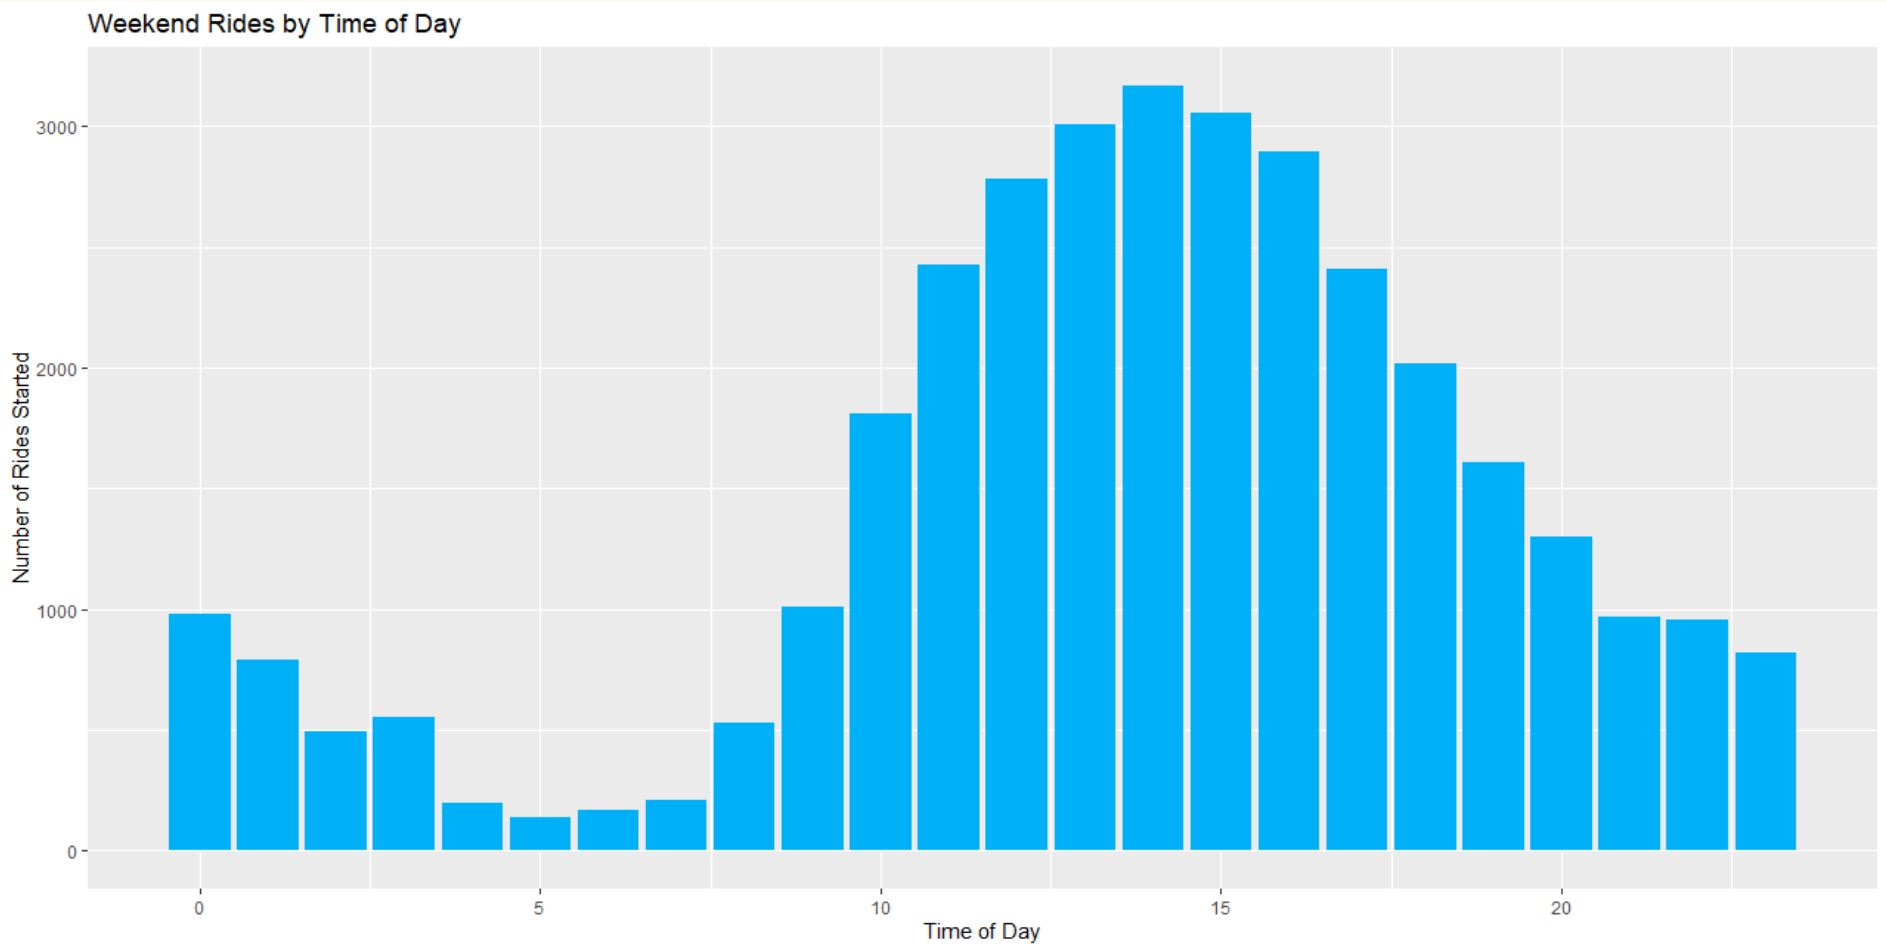 Weekend Rides by Time of Day
Number of Rides Started
3000
2000
1000
0
0 5 10 15 20
Time of Day